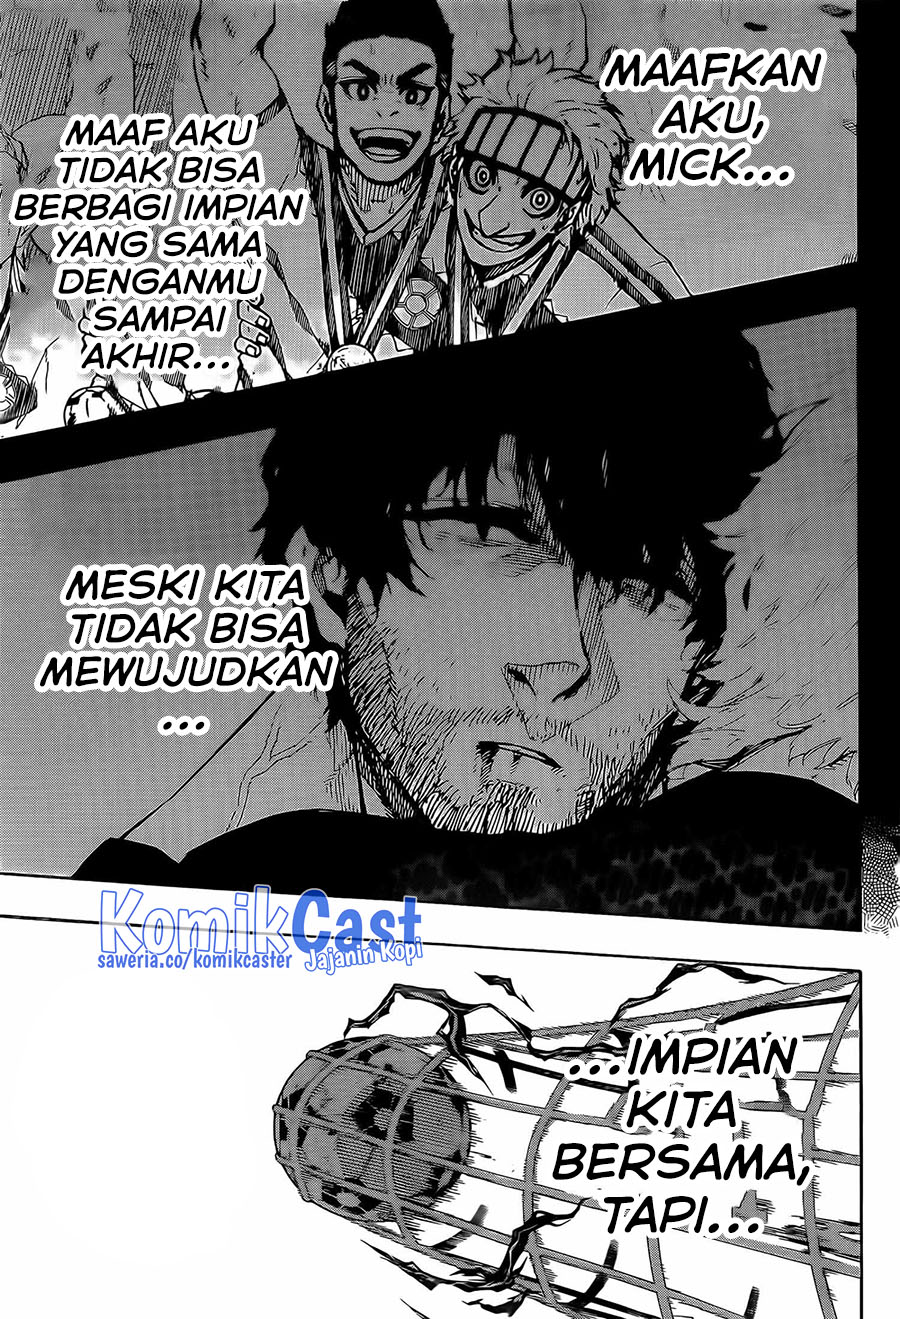 MAAFKAN
AKU,
MICK...
MAAF AKU
TIDAK BISA
BERBAGI IMPIAN
YANG SAMA
DENGANMU
SAMPAI
AKHIR...
MESKI KITA
TIDAK BISA
MEWUJUDKAN
...
KomikCast
saweria.co/komikcaster Jajanin Kopi
...IMPIAN
KITA
BERSAMA,
TAPI...